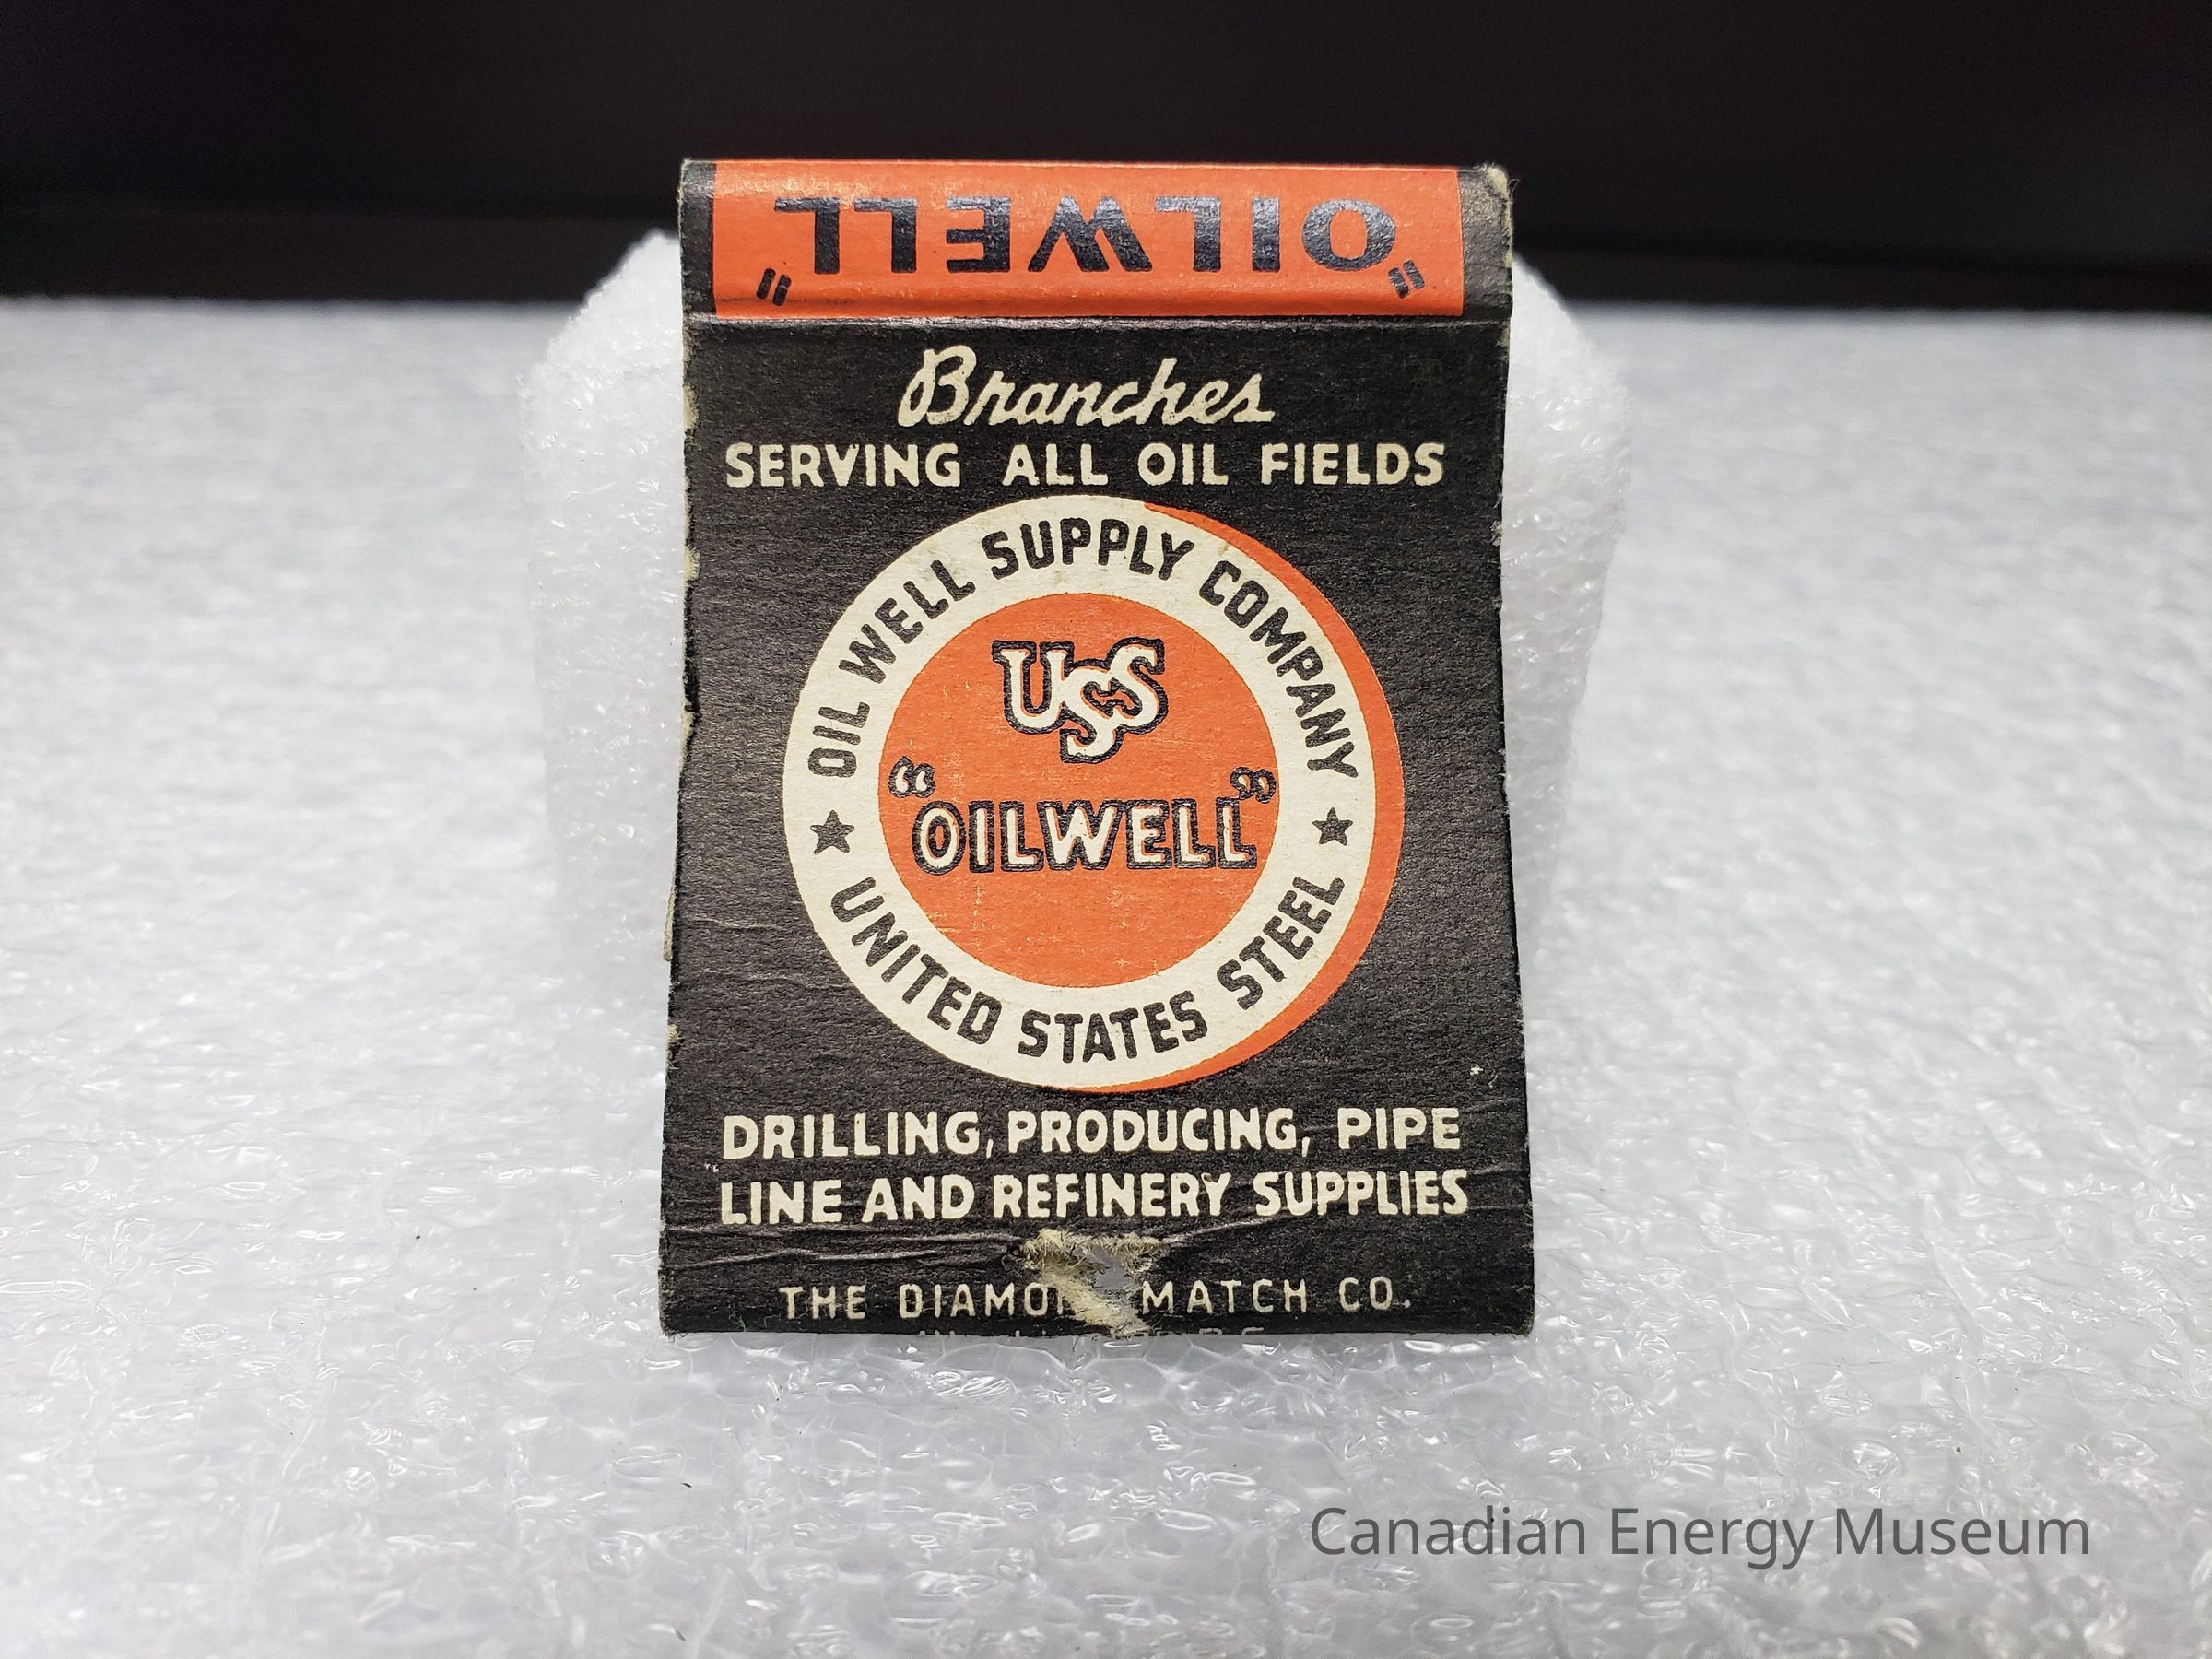 "OILWELL"
Branches
SERVING ALL OIL FIELDS
OIL WELL SUPPLY COMPANY
USS
"OILWELL"
★ UNITED STATES STEEL ★
DRILLING, PRODUCING, PIPE
LINE AND REFINERY SUPPLIES
THE MATCH CO.
Canadian Energy Museum